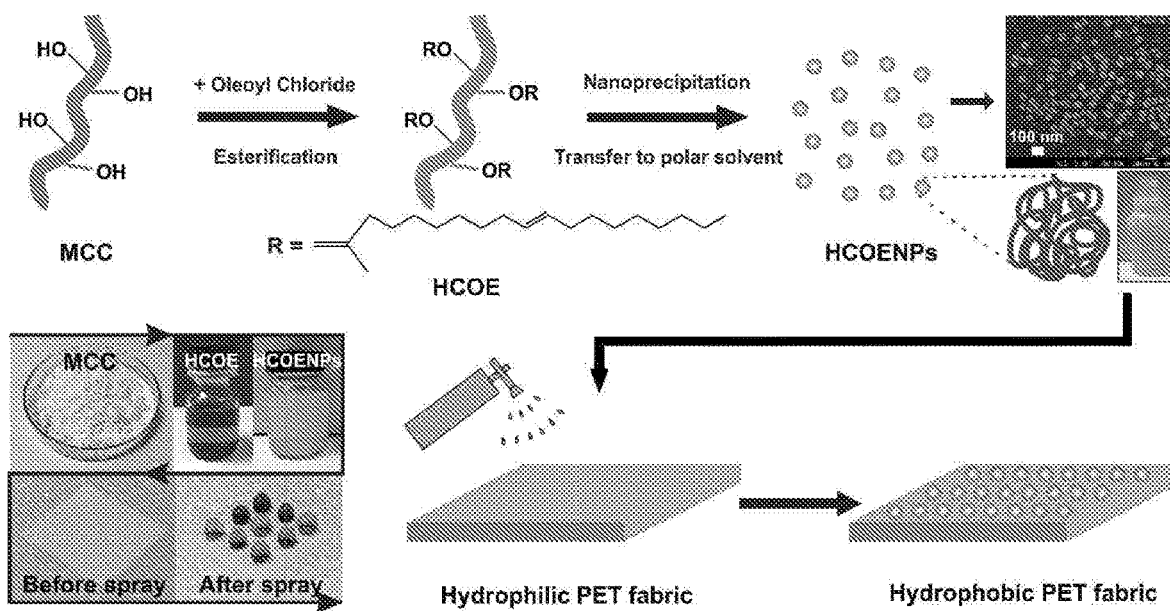 HO
OH
HO
OH
MCC
+ Oleoyl Chloride
Esterification
RO
OR
RO
OR
R =
HCOE
Nanoprecipitation
Transfer to polar solvent
HCOENPs
100 nm
MCC
HCOE
HCOENPs
Before spray
After spray
Hydrophilic PET fabric
Hydrophobic PET fabric